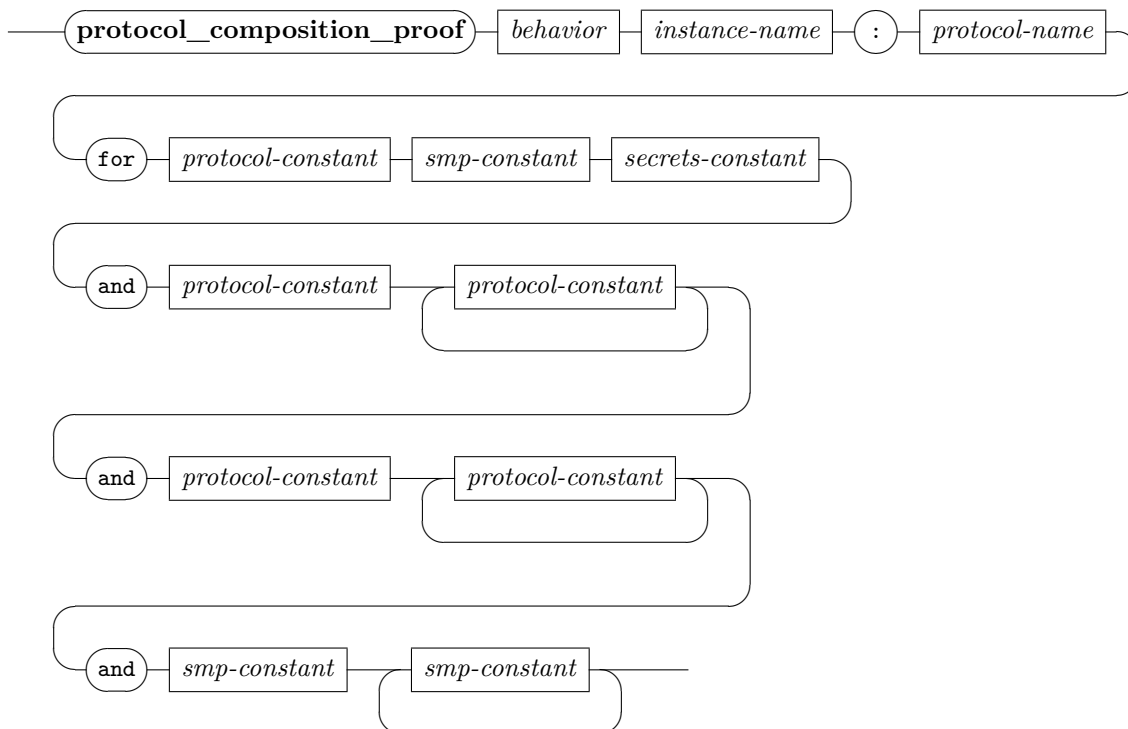 protocol_composition_proof behavior instance-name : protocol-name
for protocol-constant smp-constant secrets-constant
and protocol-constant protocol-constant
and protocol-constant protocol-constant
and smp-constant smp-constant